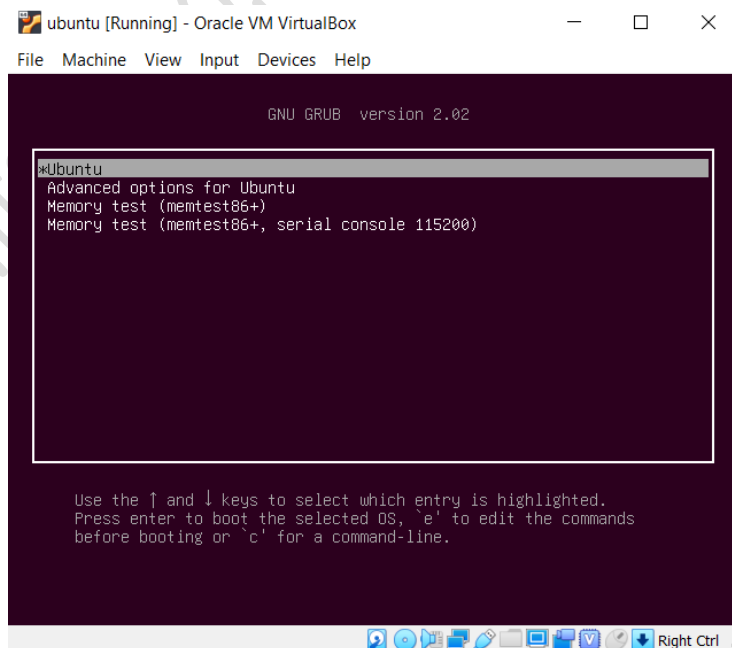 ubuntu [Running] - Oracle VM VirtualBox
File Machine View Input Devices Help
GNU GRUB version 2.02
*Ubuntu
Advanced options for Ubuntu
Memory test (memtest86+)
Memory test (memtest86+, serial console 115200)
Use the ↑ and ↓ keys to select which entry is highlighted.
Press enter to boot the selected OS, `e' to edit the commands
before booting or `c' for a command-line.
Right Ctrl